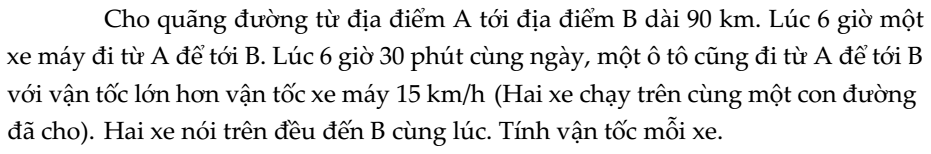 Cho quãng đường từ địa điểm A tới địa điểm B dài 90 km. Lúc 6 giờ một
xe máy đi từ A để tới B. Lúc 6 giờ 30 phút cùng ngày, một ô tô cũng đi từ A để tới B
với vận tốc lớn hơn vận tốc xe máy 15 km/h (Hai xe chạy trên cùng một con đường
đã cho). Hai xe nói trên đều đến B cùng lúc. Tính vận tốc mỗi xe.